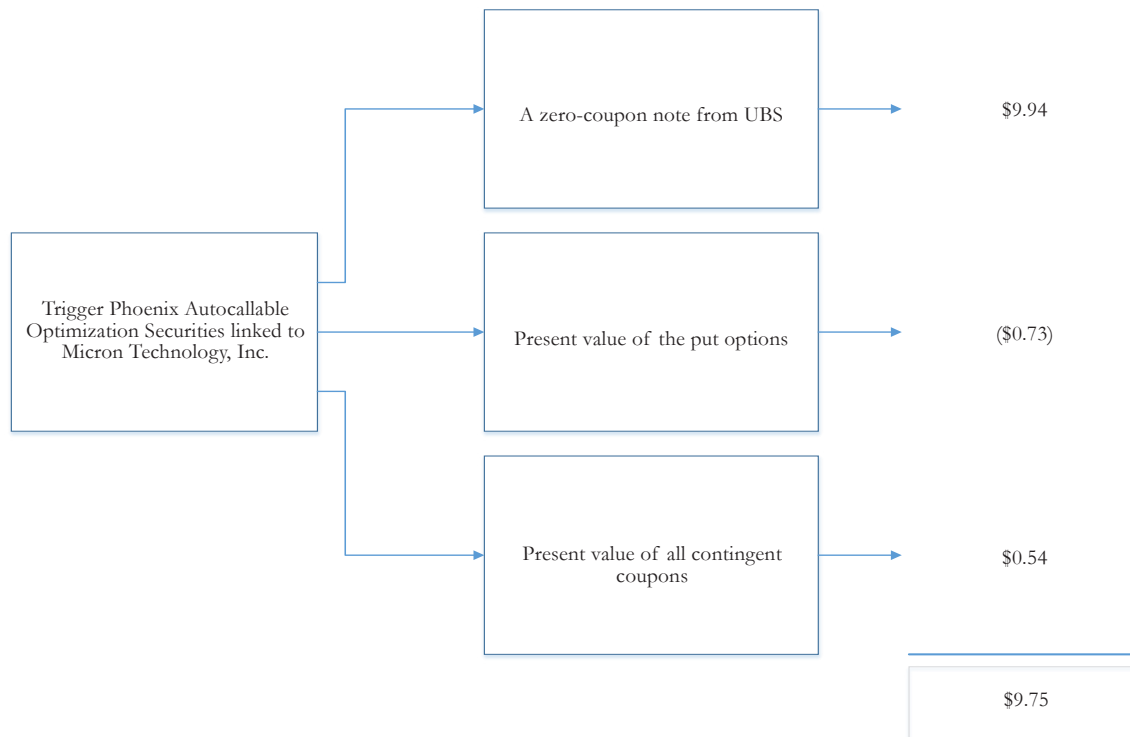 A zero-coupon note from UBS
$9.94
Trigger Phoenix Autocallable
Optimization Securities linked to
Micron Technology, Inc.
Present value of the put options
($0.73)
Present value of all contingent
coupons
$0.54
$9.75